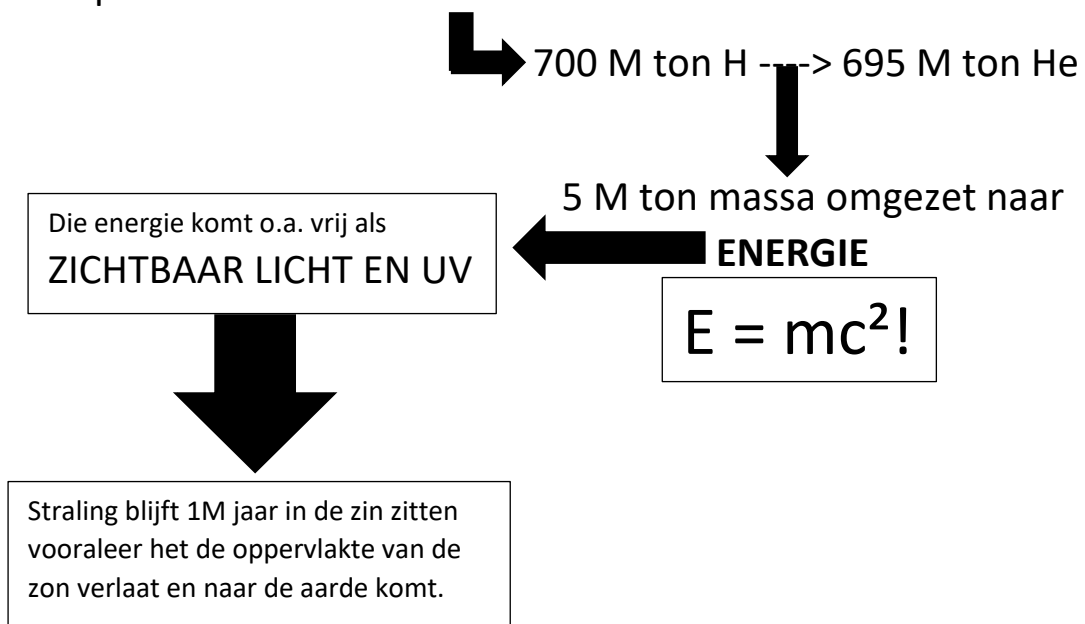 700 M ton H ----> 695 M ton He
5 M ton massa omgezet naar
ENERGIE
E = mc²!
Die energie komt o.a. vrij als
ZICHTBAAR LICHT EN UV
Straling blijft 1M jaar in de zin zitten
vooraleer het de oppervlakte van de
zon verlaat en naar de aarde komt.